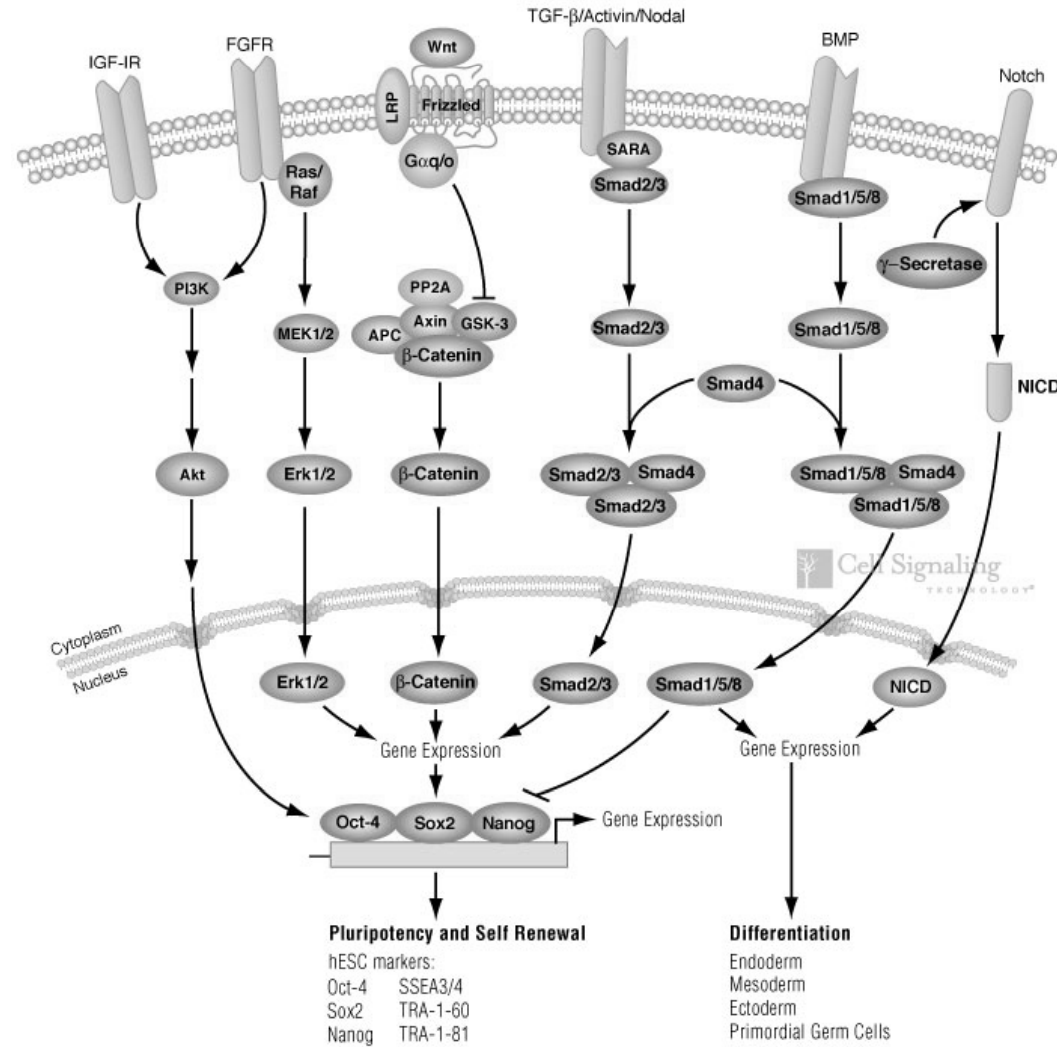 TGF-β/Activin/Nodal
FGFR
Wnt
BMP
IGF-IR
Notch
LRP
Frizzled
Gαq/o
SARA
Ras/
Raf
Smad2/3
Smad1/5/8
γ–Secretase
PI3K
PP2A
MEK1/2
APC
Axin
GSK-3
β-Catenin
Smad2/3
Smad1/5/8
Smad4
NICD
Akt
Erk1/2
β-Catenin
Smad2/3
Smad4
Smad2/3
Smad1/5/8
Smad4
Smad1/5/8
Cell Signaling
TECHNOLOGY®
Cytoplasm
Nucleus
Erk1/2
β-Catenin
Smad2/3
Smad1/5/8
NICD
Gene Expression
Gene Expression
Oct-4
Sox2
Nanog
Gene Expression
Pluripotency and Self Renewal
hESC markers:
Oct-4 SSEA3/4
Sox2 TRA-1-60
Nanog TRA-1-81
Differentiation
Endoderm
Mesoderm
Ectoderm
Primordial Germ Cells